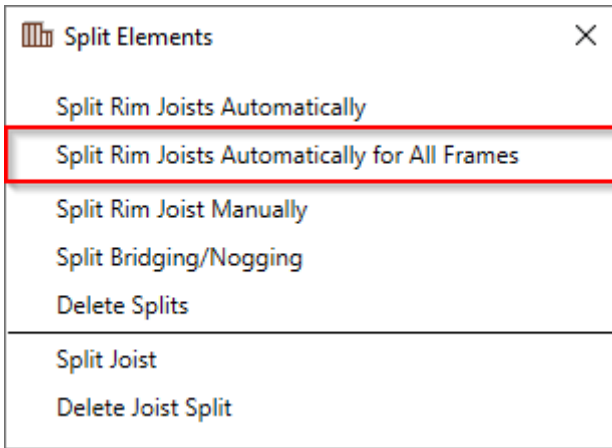 Split Elements
Split Rim Joists Automatically
Split Rim Joists Automatically for All Frames
Split Rim Joist Manually
Split Bridging/Nogging
Delete Splits
Split Joist
Delete Joist Split